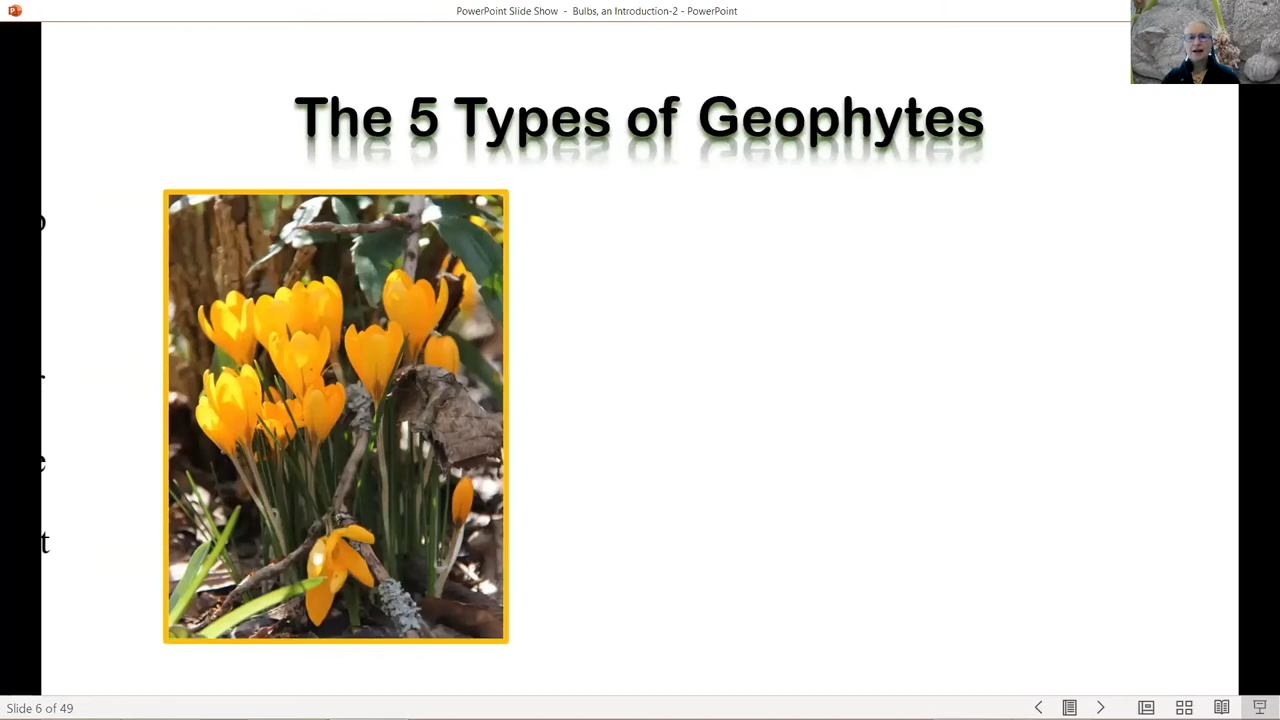 PowerPoint Slide Show - Bulbs, an Introduction-2 - PowerPoint
The 5 Types of Geophytes
r
e
t
Slide 6 of 49